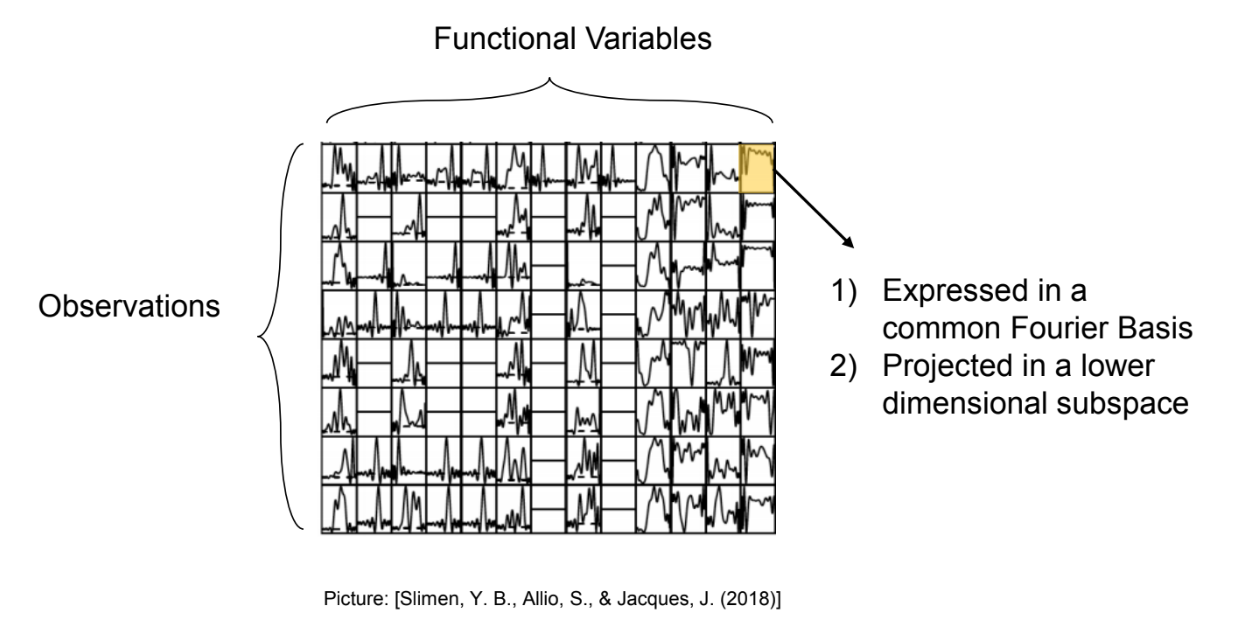 Functional Variables
Observations
1) Expressed in a
common Fourier Basis
2) Projected in a lower
dimensional subspace
Picture: [Slimen, Y. B., Allio, S., & Jacques, J. (2018)]